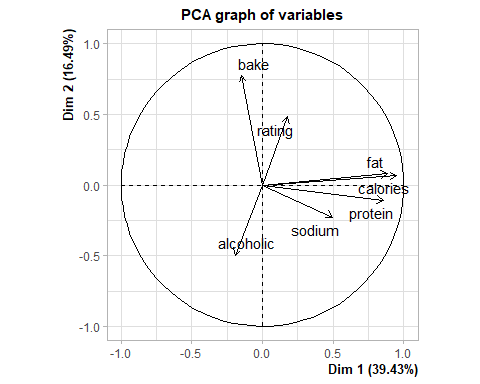 PCA graph of variables
Dim 2 (16.49%)
1.0
0.5
0.0
-0.5
-1.0
bake
rating
fat
calories
protein
sodium
alcoholic
-1.0 -0.5 0.0 0.5 1.0
Dim 1 (39.43%)